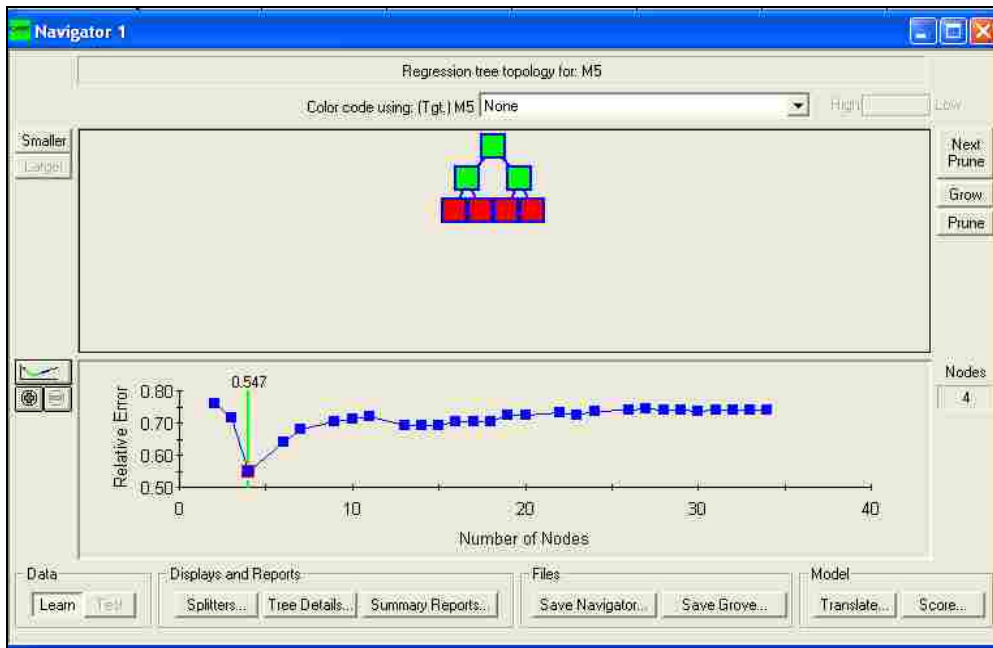 Navigator 1
Regression tree topology for: M5
Color code using: (Tgt.) M5 None High Low
Smaller
Larger
Next
Prune
Grow
Prune
Nodes
4
0.547
Relative Error
0.80
0.70
0.60
0.50
0 10 20 30 40
Number of Nodes
Data Displays and Reports Files Model
Learn Test Splitters... Tree Details... Summary Reports... Save Navigator... Save Grove... Translate... Score...